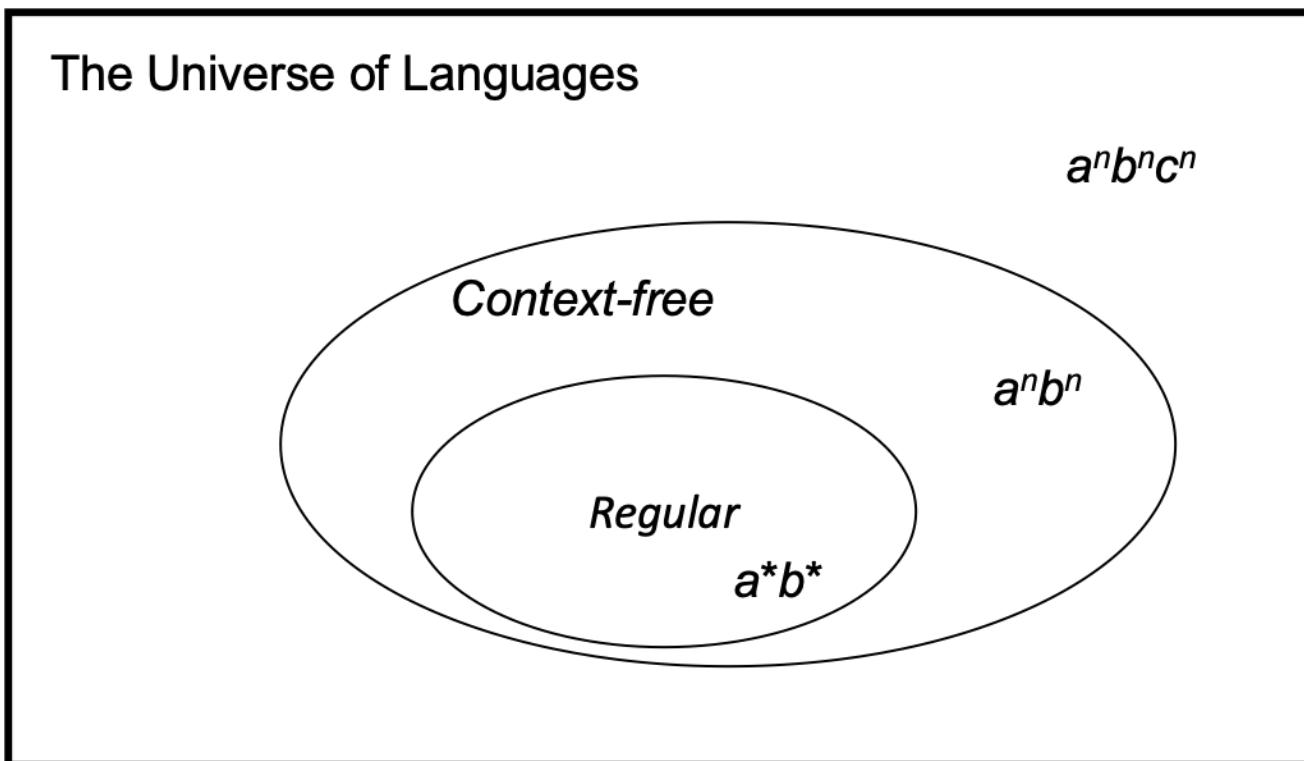 The Universe of Languages
aⁿbⁿcⁿ
Context-free
aⁿbⁿ
Regular
a*b*